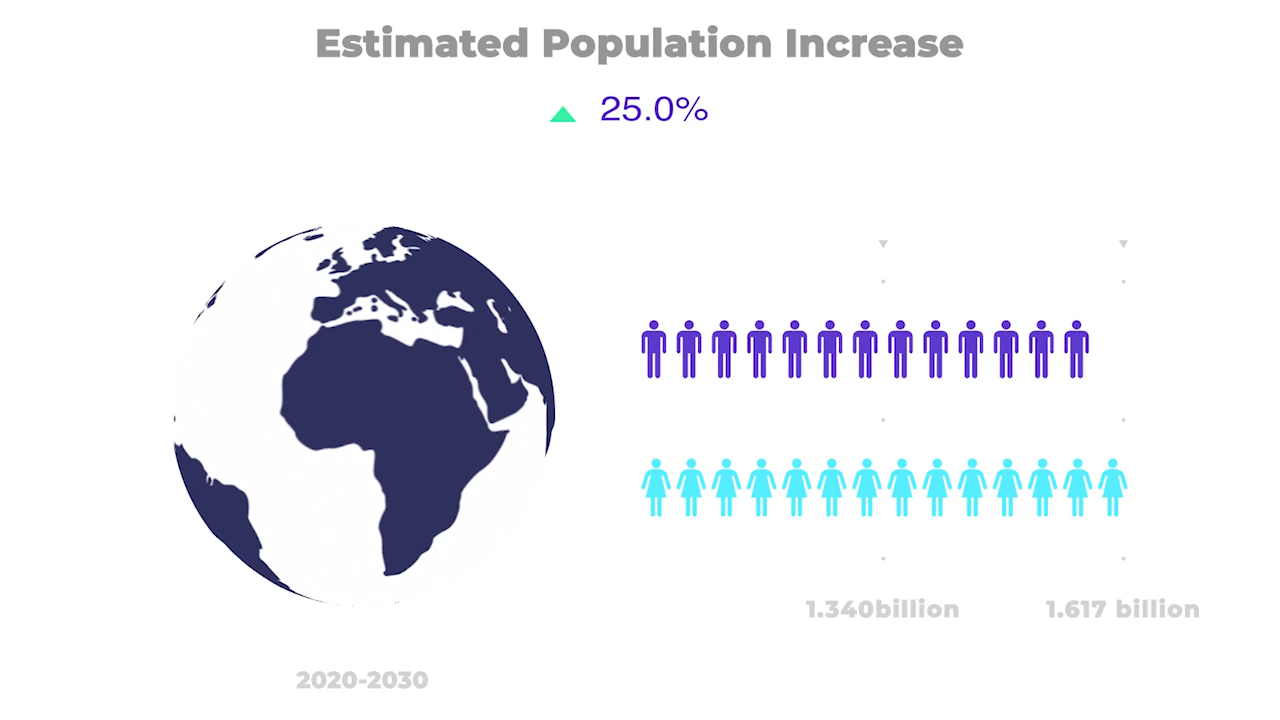 Estimated Population Increase
25.0%
1.340billion
1.617 billion
2020-2030